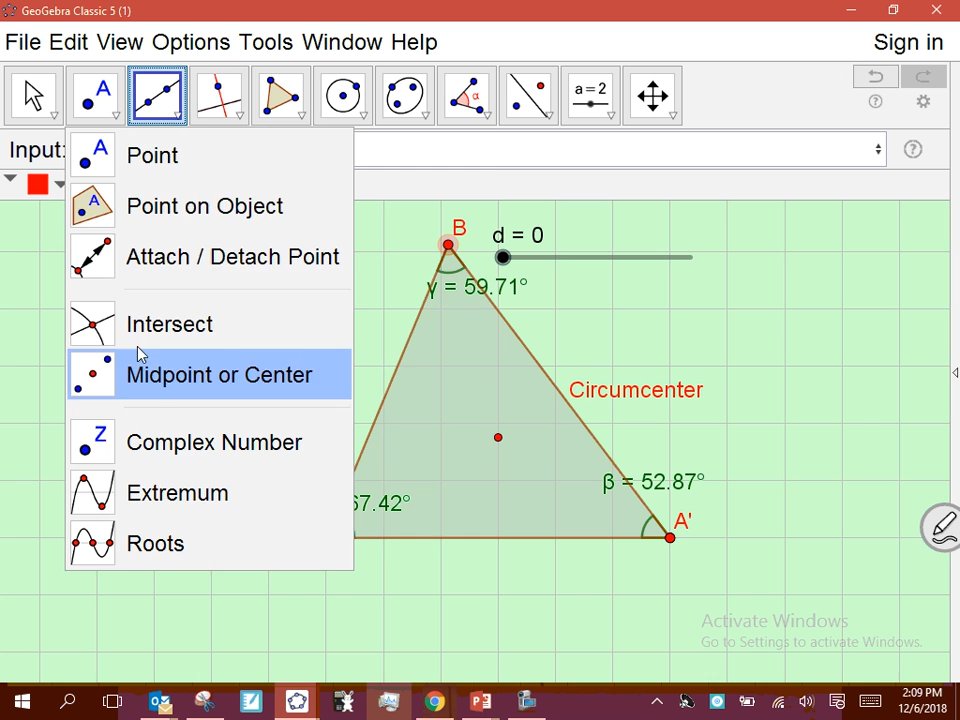 GeoGebra Classic 5 (1)
File Edit View Options Tools Window Help
Sign in
A
α
a = 2
Input:
A Point
A Point on Object
Attach / Detach Point
Intersect
Midpoint or Center
Z Complex Number
Extremum
Roots
B
d = 0
γ = 59.71°
Circumcenter
β = 52.87°
67.42°
A'
Activate Windows
Go to Settings to activate Windows.
2:09 PM
12/6/2018